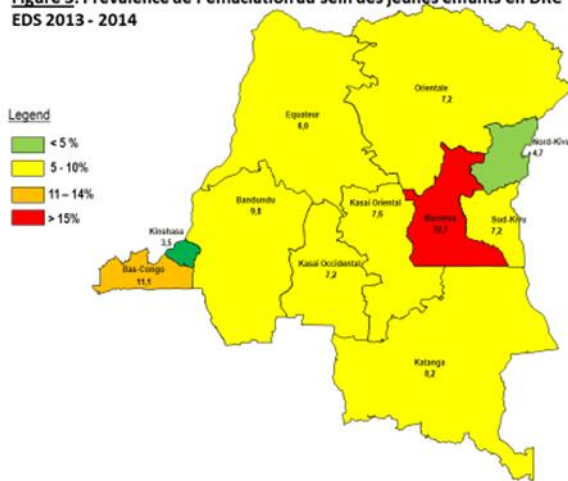 Figure 3: Prévalence de l'émaciation au sein des jeunes enfants en DRC
EDS 2013 - 2014
Legend
< 5 %
5 - 10%
11 – 14%
> 15%
Orientale
7,2
Equateur
Nord-Kivu
4,7
Bandundu
9,8
Kasai Oriental
7,6
Maniema
Sud-Kivu
7,2
Kinshasa
3,5
Bas-Congo
11,1
Kasai Occidental
7,2
Katanga
8,2